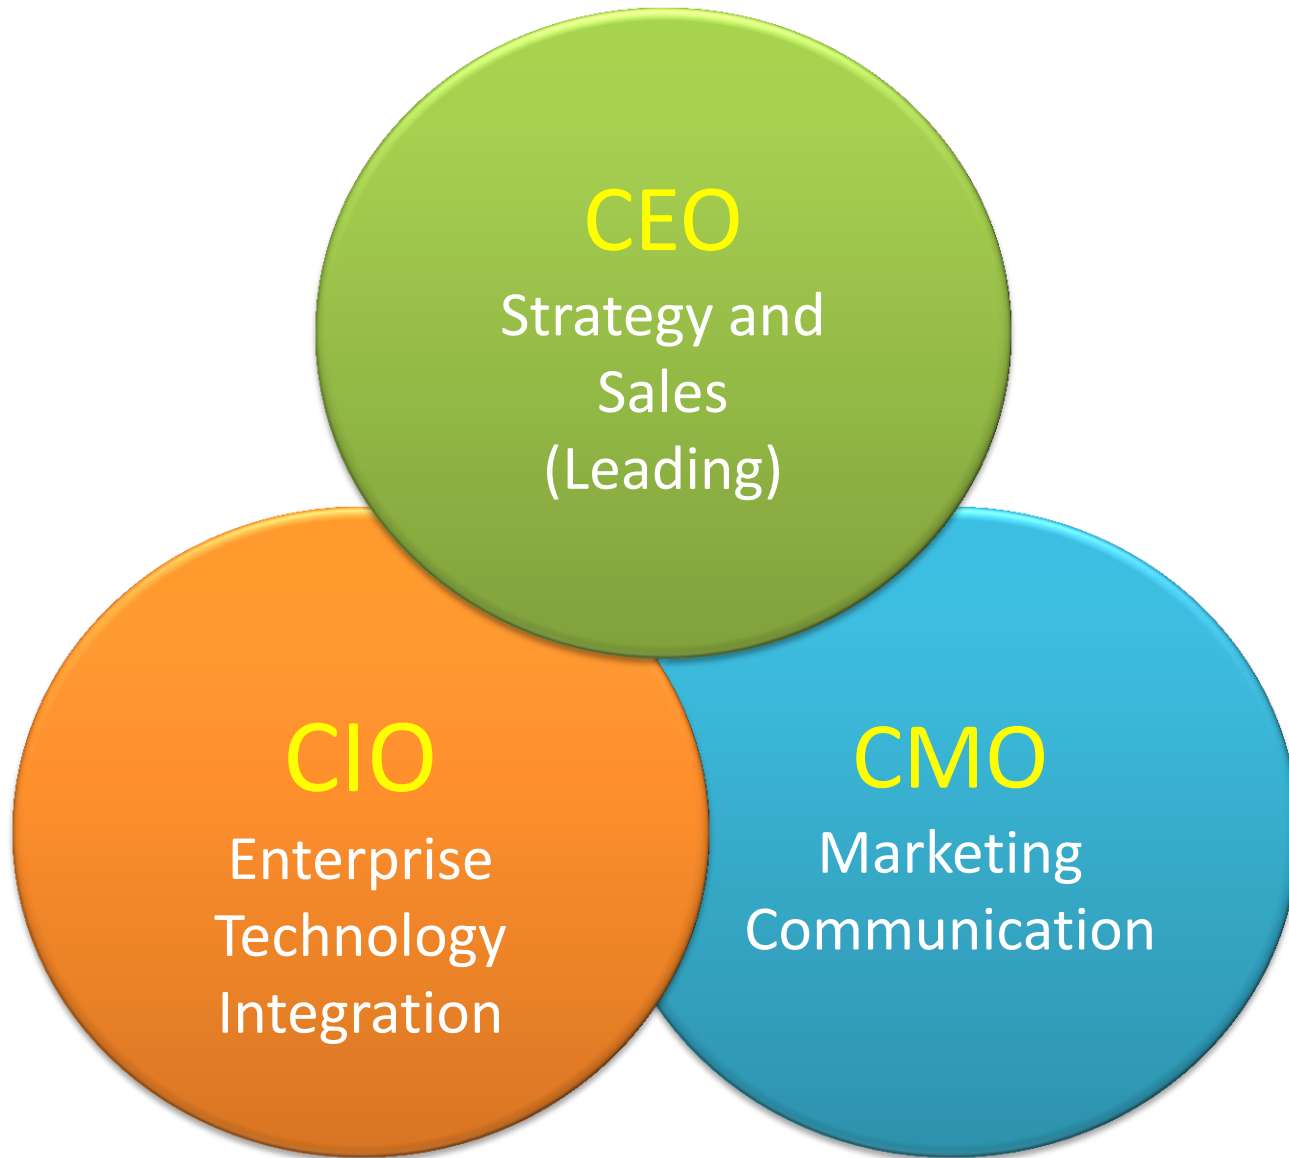 CEO
Strategy and
Sales
(Leading)
CIO
Enterprise
Technology
Integration
CMO
Marketing
Communication